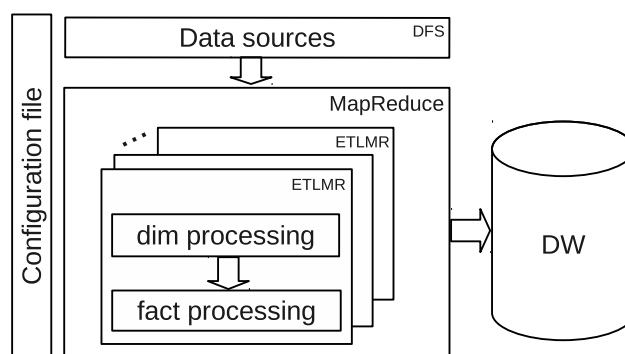 Configuration file
Data sources
DFS
MapReduce
ETLMR
ETLMR
dim processing
fact processing
DW